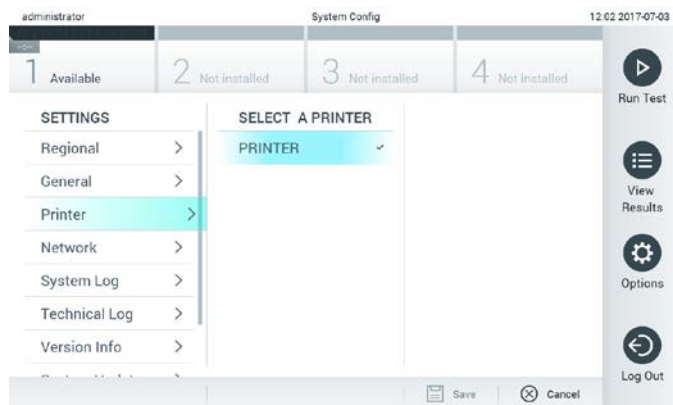 administrator System Config 12:02 2017-07-03
1 Available 2 Not installed 3 Not installed 4 Not installed
Run Test
SETTINGS SELECT A PRINTER
Regional PRINTER
General
View Results
Printer
Network
System Log
Options
Technical Log
Version Info
Log Out
Save Cancel